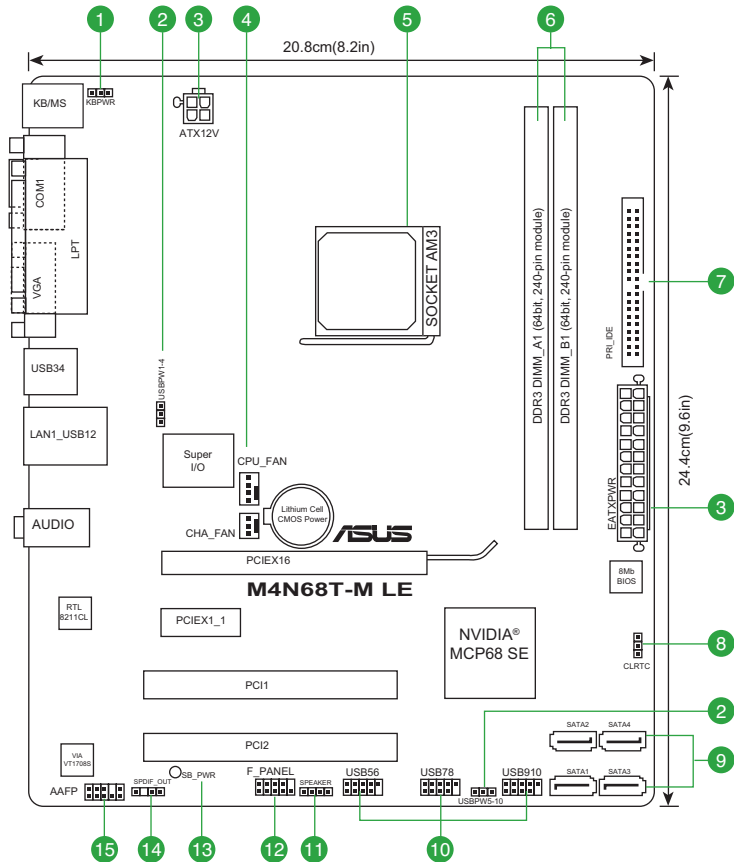 1
2
3
4
5
6
20.8cm(8.2in)
KB/MS
KBPWR
ATX12V
COM1
LPT
VGA
SOCKET AM3
DDR3 DIMM_A1 (64bit, 240-pin module)
DDR3 DIMM_B1 (64bit, 240-pin module)
PRI_IDE
7
24.4cm(9.6in)
USB34
USBPW1-4
LAN1_USB12
Super
I/O
CPU_FAN
EATXPWR
3
Lithium Cell
CMOS Power
CHA_FAN
ASUS
AUDIO
PCIEX16
M4N68T-M LE
8Mb
BIOS
RTL
8211CL
PCIEX1_1
NVIDIA®
MCP68 SE
8
CLRTC
PCI1
2
SATA2
SATA4
PCI2
9
VIA
VT1708S
SB_PWR
AAFP
SPDIF_OUT
F_PANEL
SPEAKER
USB56
USB78
USBPW5-10
USB910
SATA1
SATA3
15
14
13
12
11
10